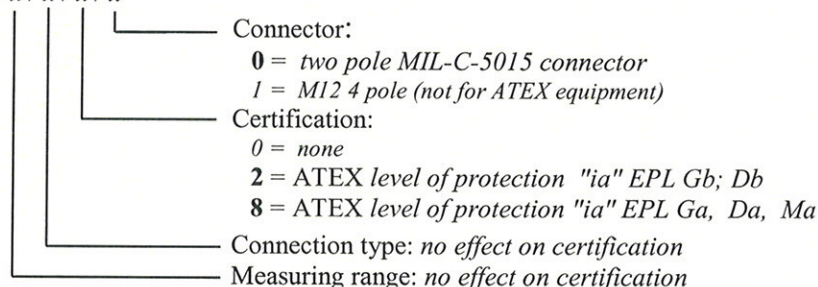 Connector:
0 = two pole MIL-C-5015 connector
1 = M12 4 pole (not for ATEX equipment)
Certification:
0 = none
2 = ATEX level of protection "ia" EPL Gb; Db
8 = ATEX level of protection "ia" EPL Ga, Da, Ma
Connection type: no effect on certification
Measuring range: no effect on certification